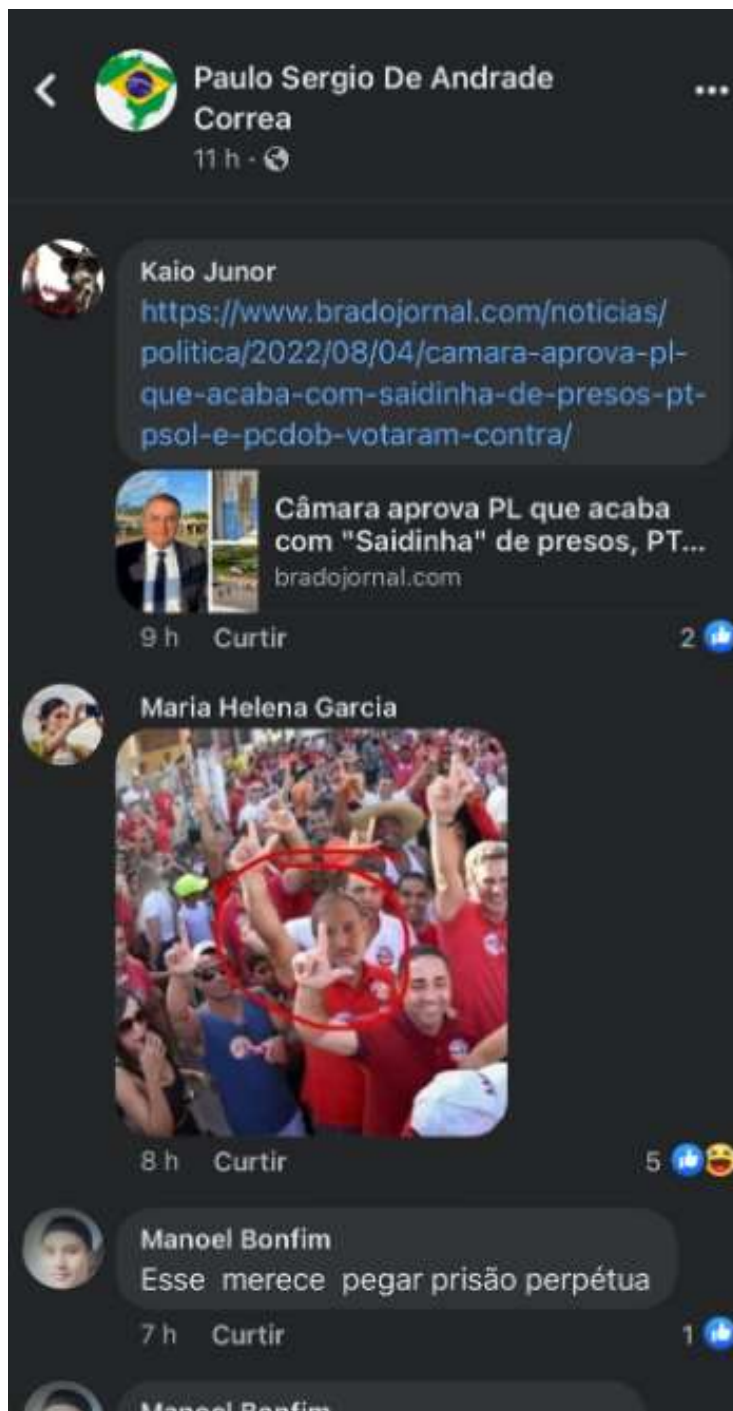 Paulo Sergio De Andrade
Correa
11 h ·
Kaio Junor
https://www.bradojornal.com/noticias/
politica/2022/08/04/camara-aprova-pl-
que-acaba-com-saidinha-de-presos-pt-
psol-e-pcdob-votaram-contra/
Câmara aprova PL que acaba
com "Saidinha" de presos, PT...
bradojornal.com
9 h Curtir 2
Maria Helena Garcia
8 h Curtir 5
Manoel Bonfim
Esse merece pegar prisão perpétua
7 h Curtir 1
Manoel Bonfim